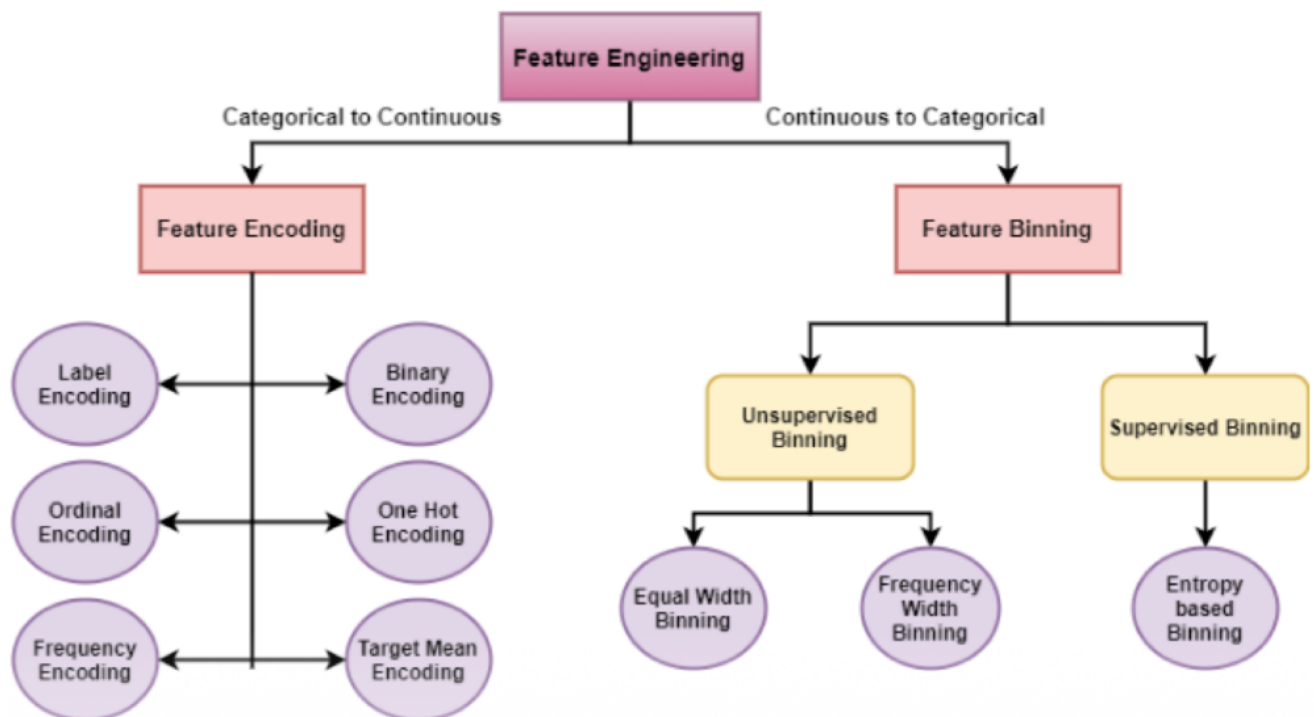 Feature Engineering
Categorical to Continuous
Continuous to Categorical
Feature Encoding
Feature Binning
Label
Encoding
Binary
Encoding
Ordinal
Encoding
One Hot
Encoding
Frequency
Encoding
Target Mean
Encoding
Unsupervised
Binning
Supervised Binning
Equal Width
Binning
Frequency
Width
Binning
Entropy
based
Binning